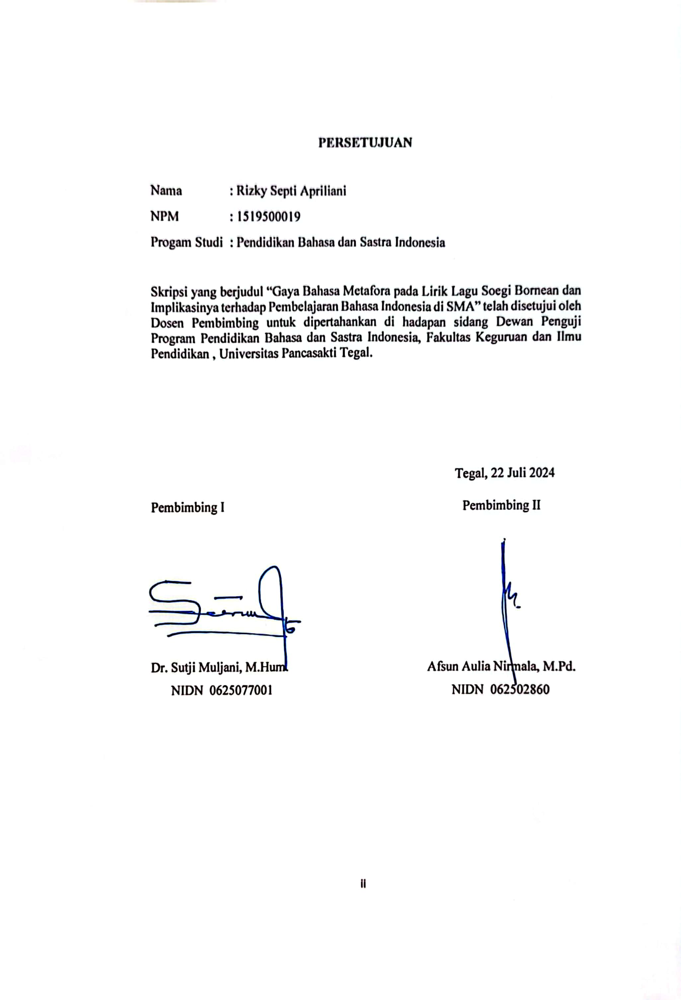 PERSETUJUAN
Nama : Rizky Septi Apriliani
NPM : 1519500019
Progam Studi : Pendidikan Bahasa dan Sastra Indonesia
Skripsi yang berjudul “Gaya Bahasa Metafora pada Lirik Lagu Soegi Bornean dan
Implikasinya terhadap Pembelajaran Bahasa Indonesia di SMA” telah disetujui oleh
Dosen Pembimbing untuk dipertahankan di hadapan sidang Dewan Penguji
Program Pendidikan Bahasa dan Sastra Indonesia, Fakultas Keguruan dan Ilmu
Pendidikan , Universitas Pancasakti Tegal.
Tegal, 22 Juli 2024
Pembimbing I Pembimbing II
Dr. Sutji Muljani, M.Hum. Afsun Aulia Nirmala, M.Pd.
NIDN 0625077001 NIDN 062502860
ii